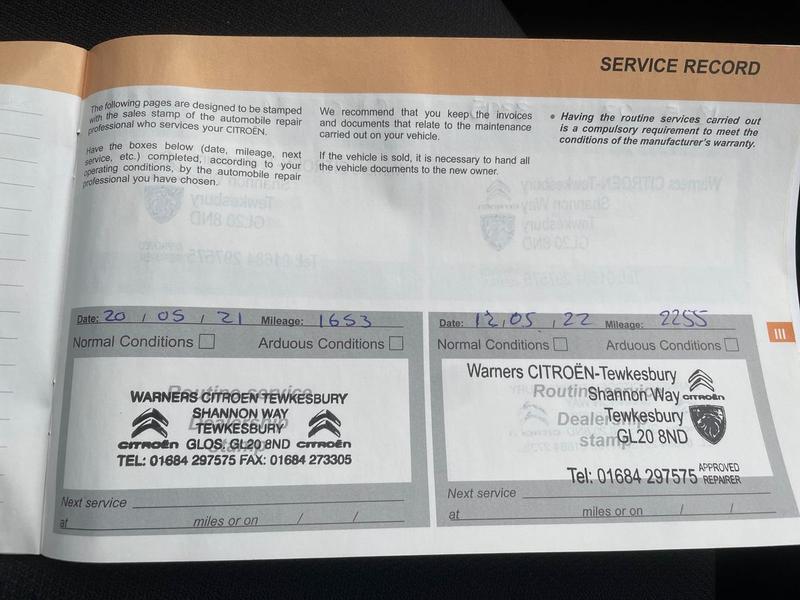 SERVICE RECORD
The following pages are designed to be stamped
with the sales stamp of the automobile repair
professional who services your CITROËN.
Have the boxes below (date, mileage, next
service, etc.) completed, according to your
operating conditions, by the automobile repair
professional you have chosen.
We recommend that you keep the invoices
and documents that relate to the maintenance
carried out on your vehicle.
If the vehicle is sold, it is necessary to hand all
the vehicle documents to the new owner.
• Having the routine services carried out
is a compulsory requirement to meet the
conditions of the manufacturer's warranty.
III
Date: 20 / 05 / 21 Mileage: 1653
Normal Conditions Arduous Conditions
Routine service
Dealership
stamp
WARNERS CITROEN TEWKESBURY
SHANNON WAY
TEWKESBURY
CITROËN GLOS, GL20 8ND CITROËN
TEL: 01684 297575 FAX: 01684 273305
Next service
at miles or on / /
Date: 12/05 / 22 Mileage: 2255
Normal Conditions Arduous Conditions
Routine service
Dealership
stamp
Warners CITROËN-Tewkesbury
Shannon Way CITROËN
Tewkesbury
GL20 8ND
Tel: 01684 297575 APPROVED
REPAIRER
Next service
at miles or on / /